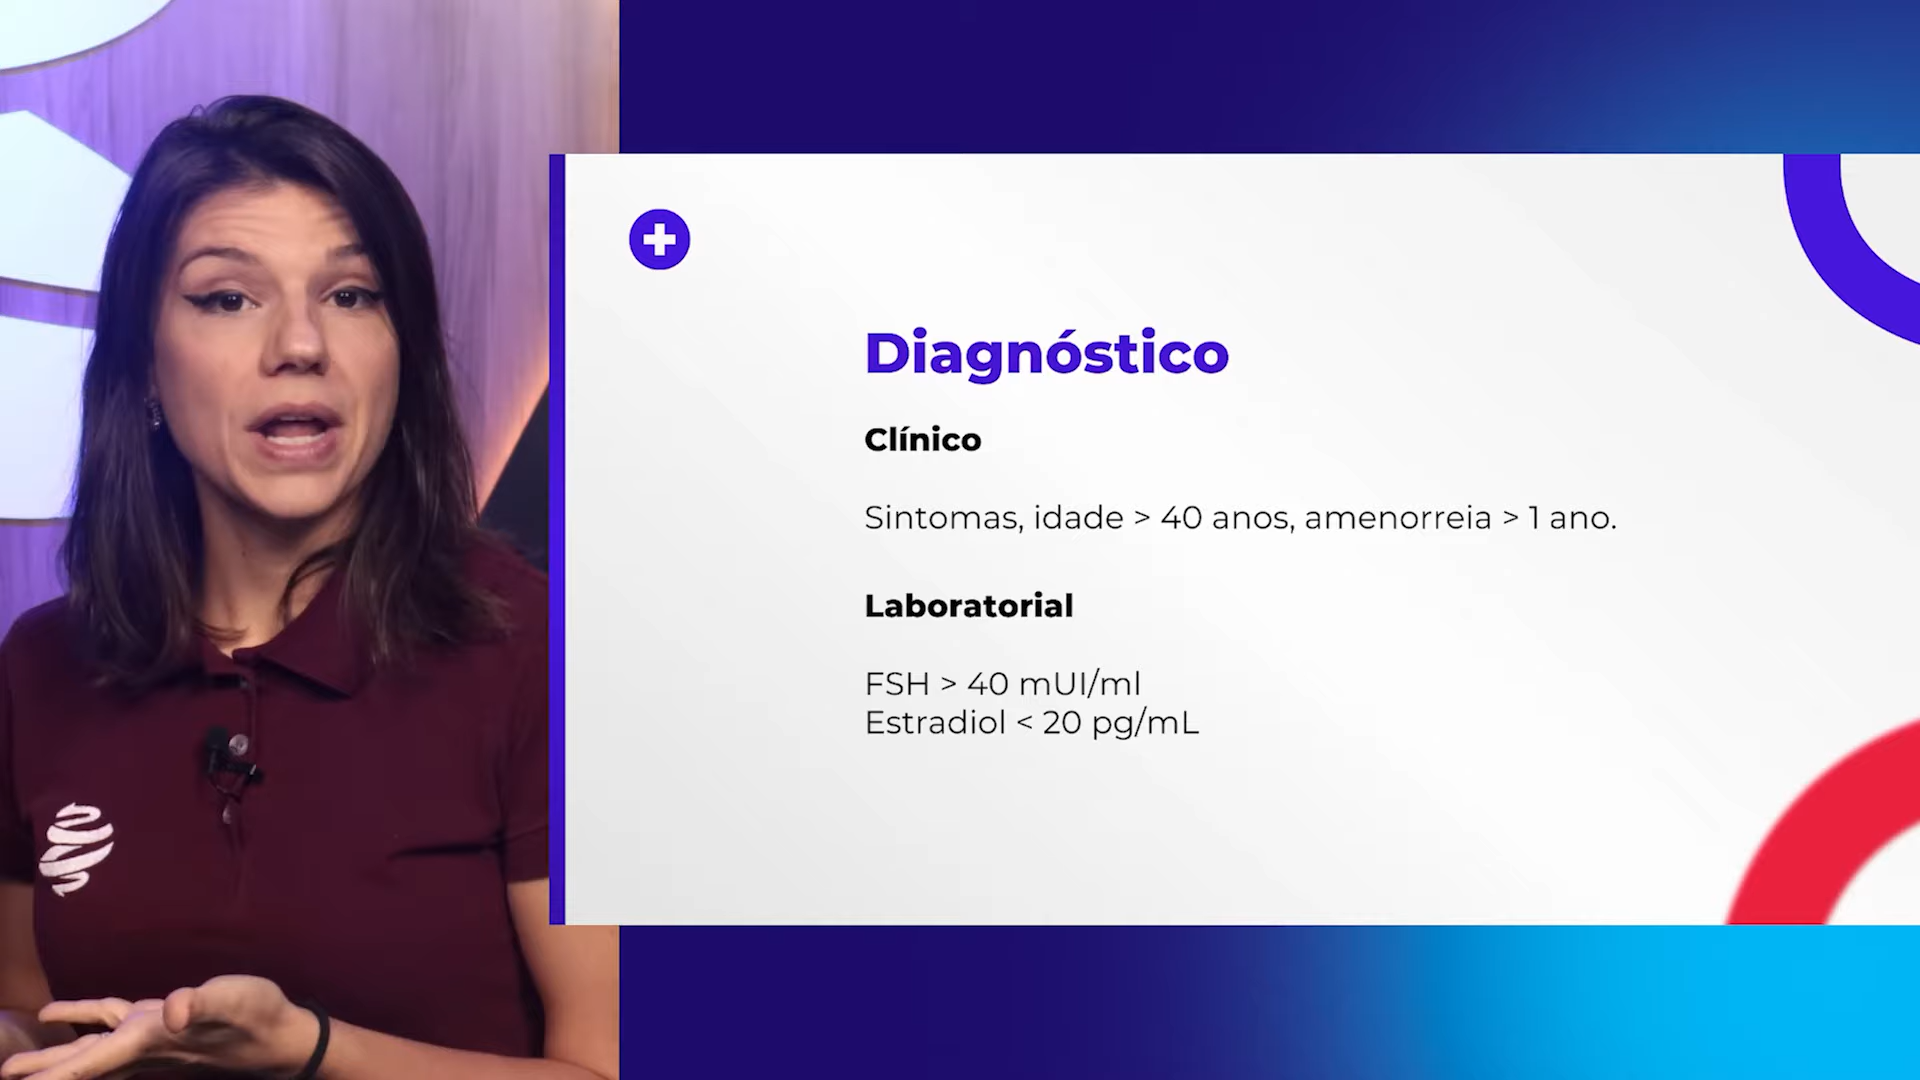 Diagnóstico
Clínico
Sintomas, idade > 40 anos, amenorreia > 1 ano.
Laboratorial
FSH > 40 mUI/ml
Estradiol < 20 pg/mL